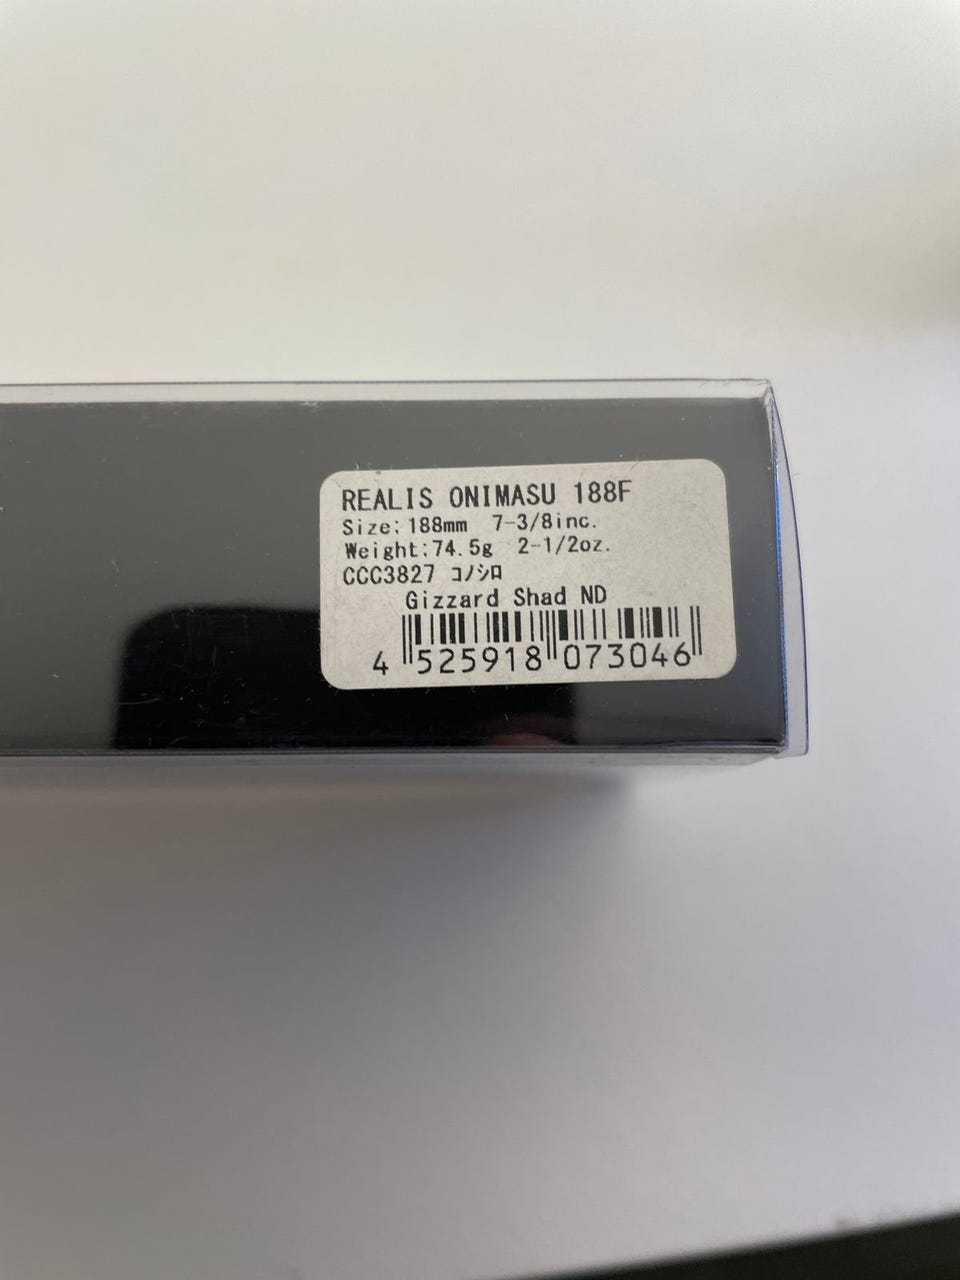 REALIS ONIMASU 188F
Size:188mm 7-3/8inc.
Weight:74.5g 2-1/2oz.
CCC3827 コノシロ
Gizzard Shad ND
4 525918 073046